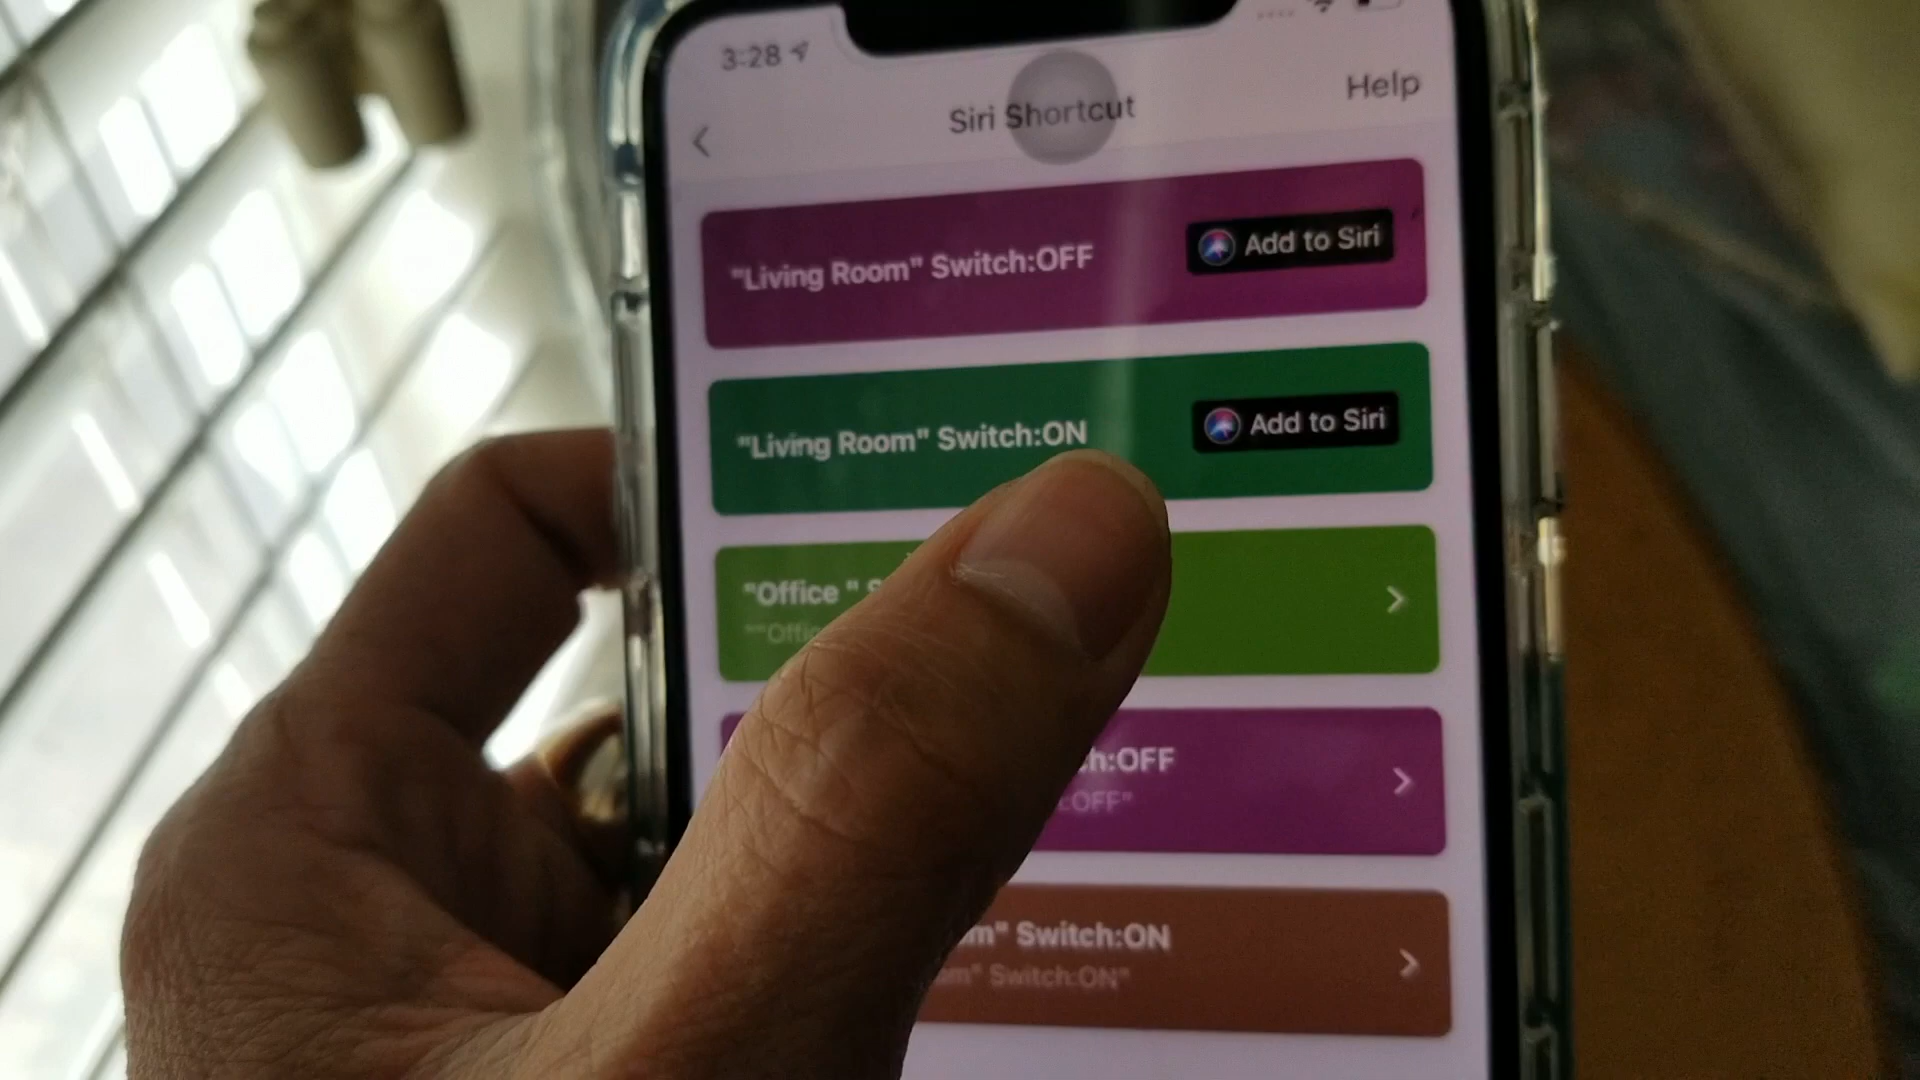 3:28
Siri Shortcut
Help
"Living Room" Switch:OFF
Add to Siri
"Living Room" Switch:ON
Add to Siri
"Office "
:OFF
:OFF"
Switch:ON
Switch:ON"